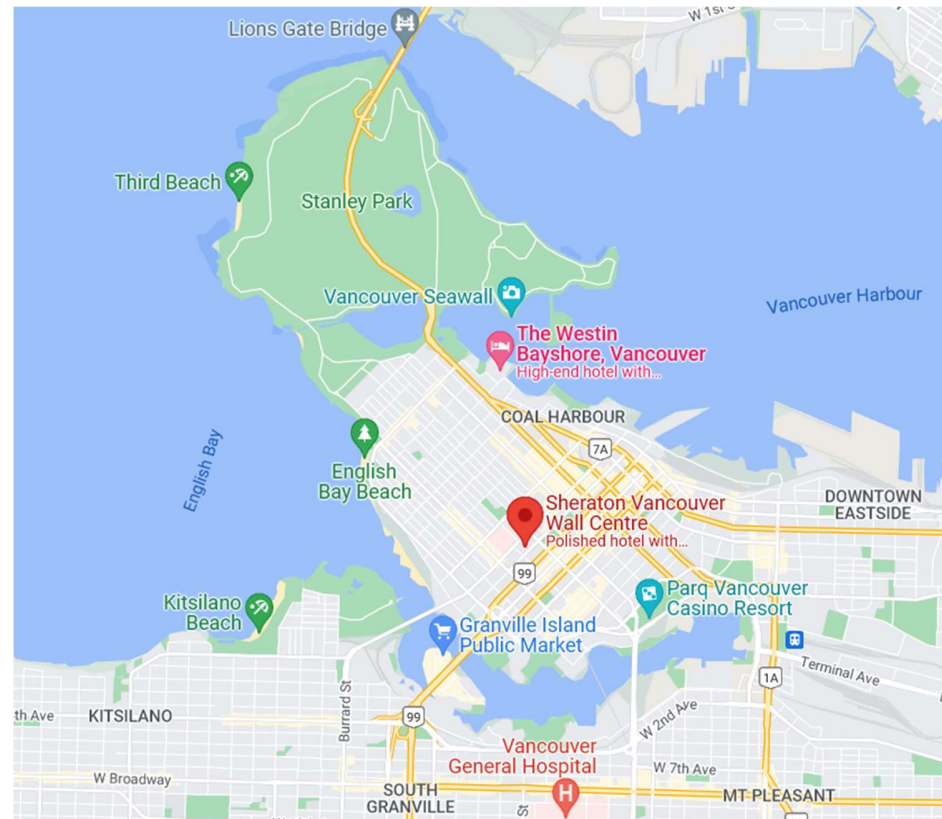 W 1st
Lions Gate Bridge
Third Beach
Stanley Park
Vancouver Seawall
Vancouver Harbour
The Westin
Bayshore, Vancouver
High-end hotel with...
COAL HARBOUR
7A
English Bay
English
Bay Beach
DOWNTOWN
EASTSIDE
Sheraton Vancouver
Wall Centre
Polished hotel with...
99
Kitsilano
Beach
Parq Vancouver
Casino Resort
Granville Island
Public Market
Terminal Ave
1A
th Ave
KITSILANO
Burrard St
99
W 2nd Ave
Vancouver
General Hospital
H
W 7th Ave
W Broadway
SOUTH
GRANVILLE
St
MT PLEASANT